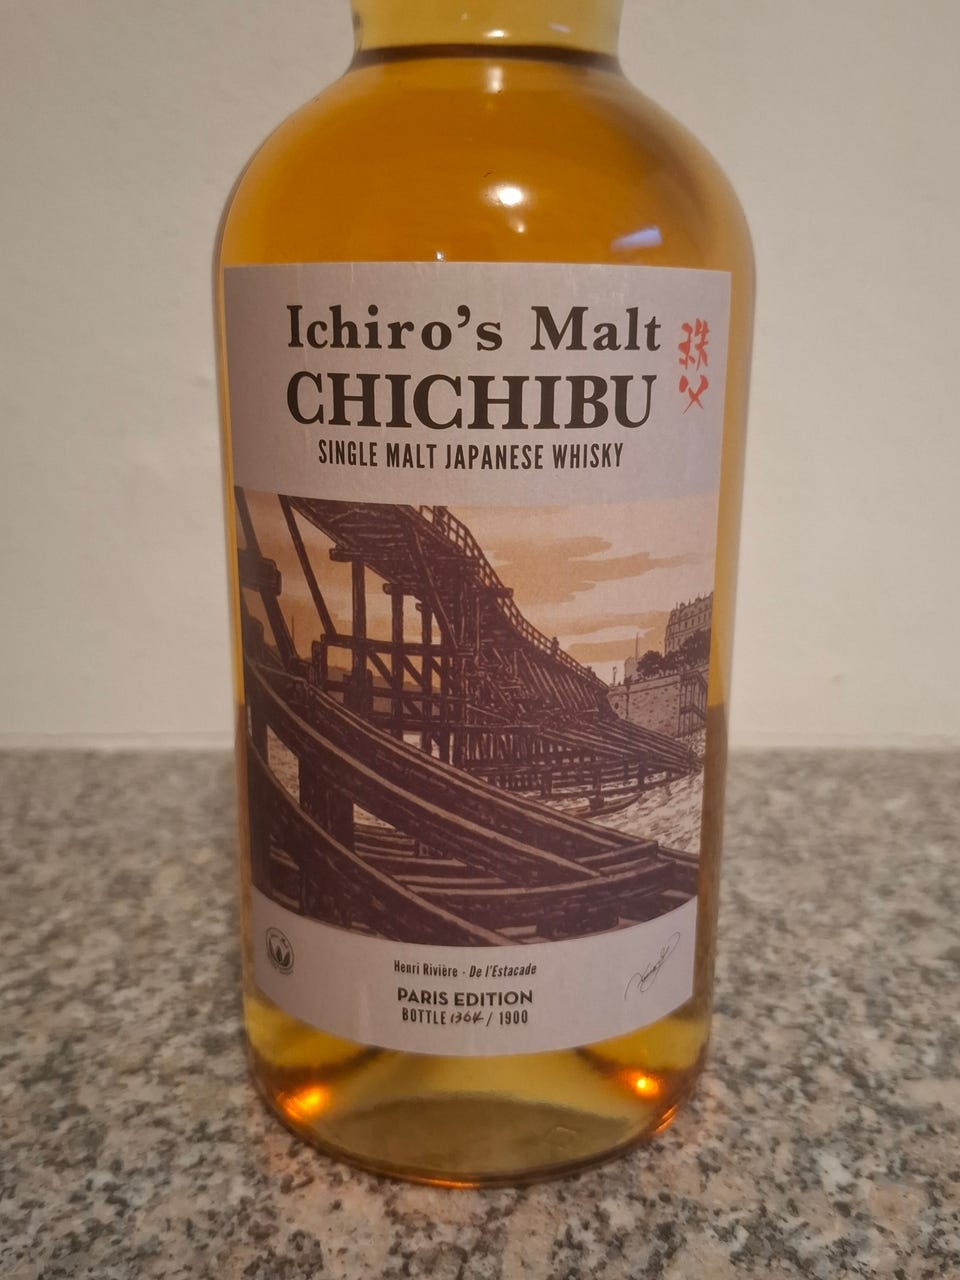 Ichiro's Malt
CHICHIBU
秩父
SINGLE MALT JAPANESE WHISKY
Henri Rivière - De l'Estacade
PARIS EDITION
BOTTLE 1364 / 1900